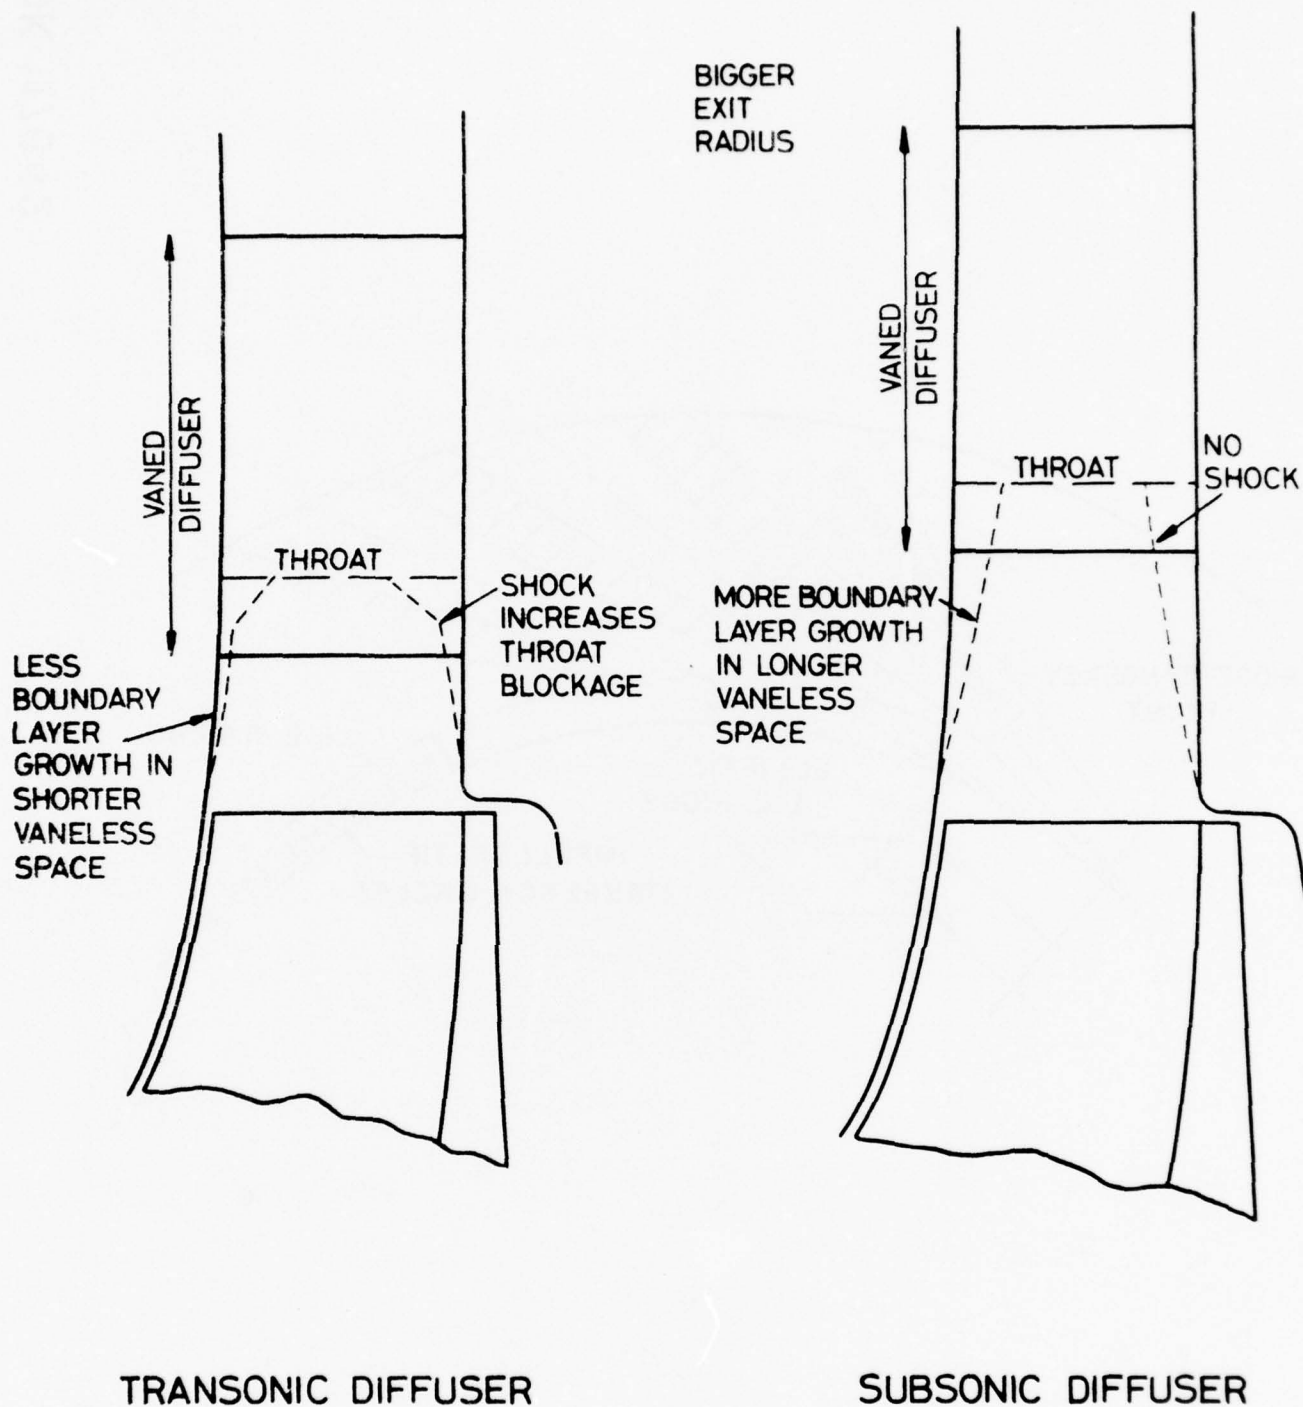 BIGGER
EXIT
RADIUS
VANED
DIFFUSER
THROAT
SHOCK
INCREASES
THROAT
BLOCKAGE
LESS
BOUNDARY
LAYER
GROWTH IN
SHORTER
VANELESS
SPACE
VANED
DIFFUSER
THROAT
NO
SHOCK
MORE BOUNDARY
LAYER GROWTH
IN LONGER
VANELESS
SPACE
TRANSONIC DIFFUSER
SUBSONIC DIFFUSER